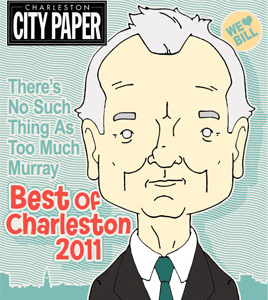 CHARLESTON
CITY PAPER
WE ♥
BILL
There's
No Such
Thing As
Too Much
Murray
Best Of
Charleston
2011